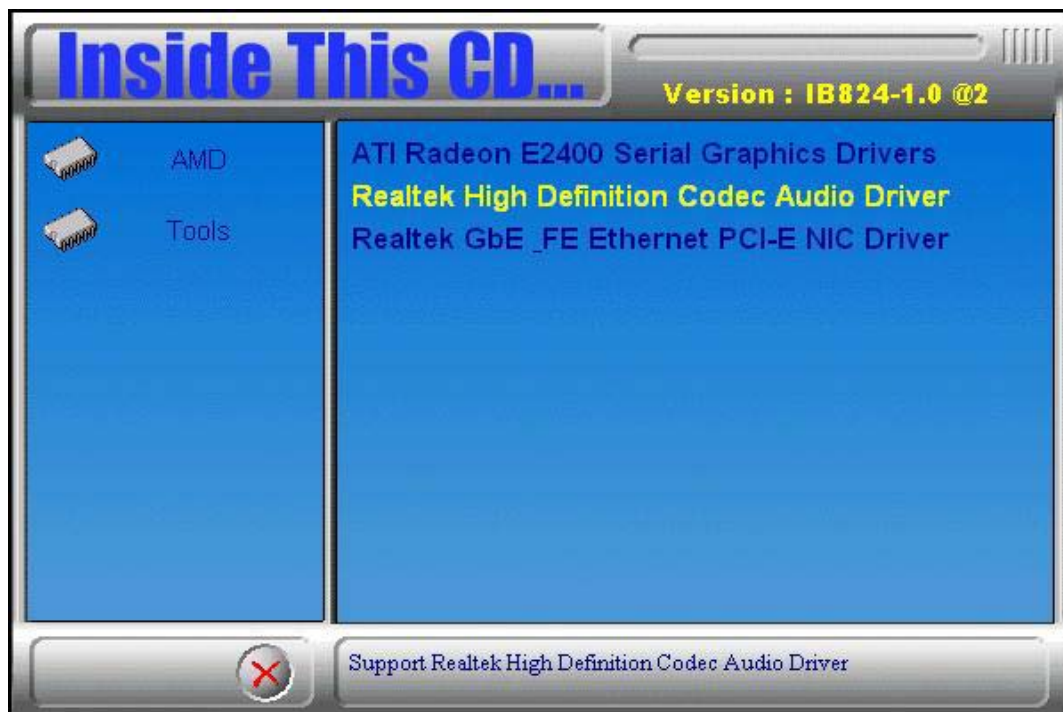 Inside This CD...
Version : IB824-1.0 @2
AMD
Tools
ATI Radeon E2400 Serial Graphics Drivers
Realtek High Definition Codec Audio Driver
Realtek GbE _FE Ethernet PCI-E NIC Driver
Support Realtek High Definition Codec Audio Driver